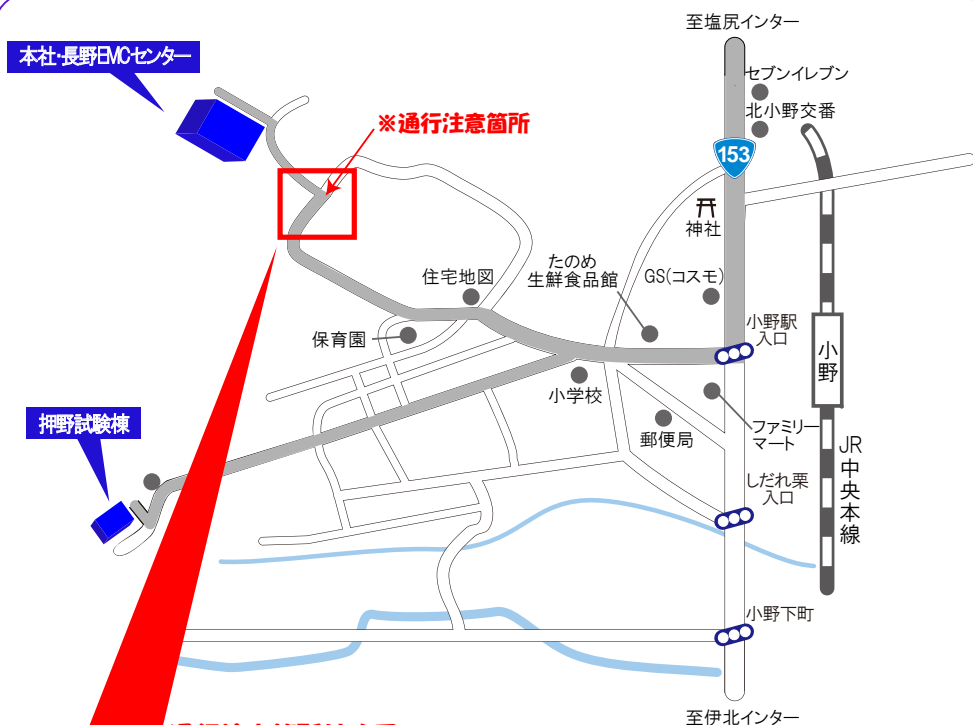 至塩尻インター
本社・長野EMCセンター
セブンイレブン
北小野交番
※通行注意箇所
153
神社
たのめ
生鮮食品館
住宅地図
GS(コスモ)
小野駅
入口
保育園
小野
小学校
押野試験棟
郵便局
ファミリー
マート
JR中央本線
しだれ栗
入口
小野下町
至伊北インター